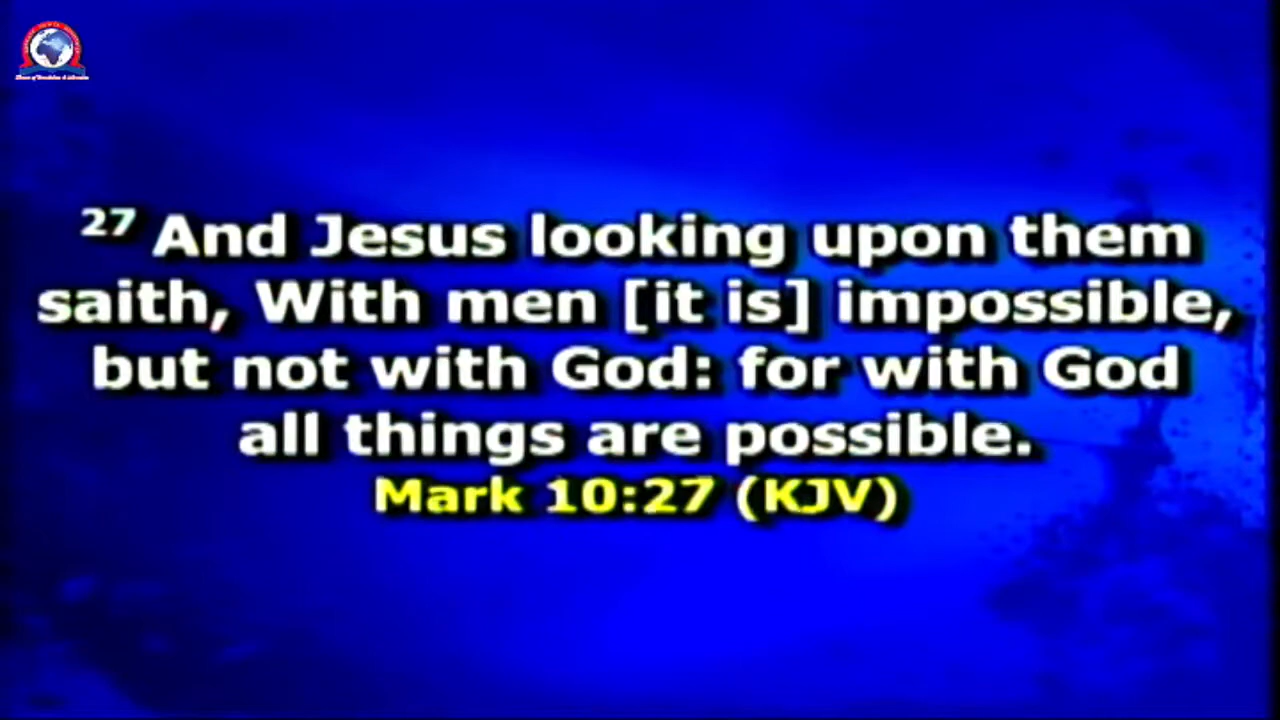 27 And Jesus looking upon them
saith, With men [it is] impossible,
but not with God: for with God
all things are possible.
Mark 10:27 (KJV)